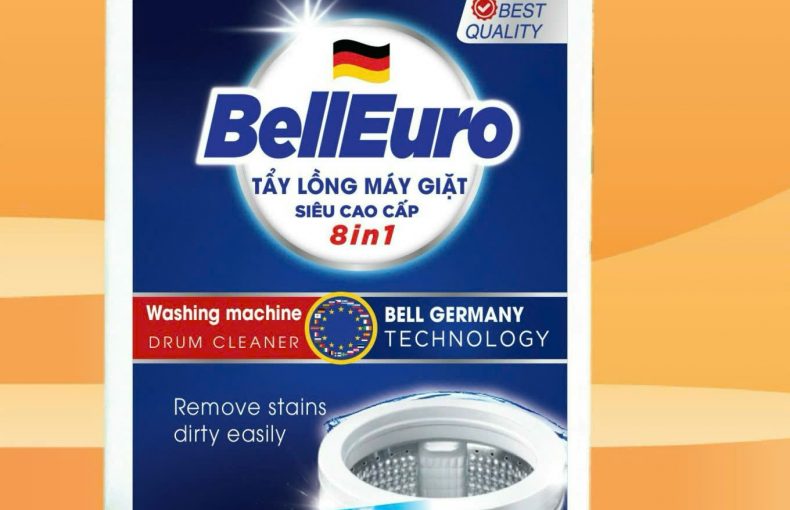 BEST
QUALITY
BellEuro
TẨY LỒNG MÁY GIẶT
SIÊU CAO CẤP
8in1
Washing machine
DRUM CLEANER
BELL GERMANY
TECHNOLOGY
Remove stains
dirty easily